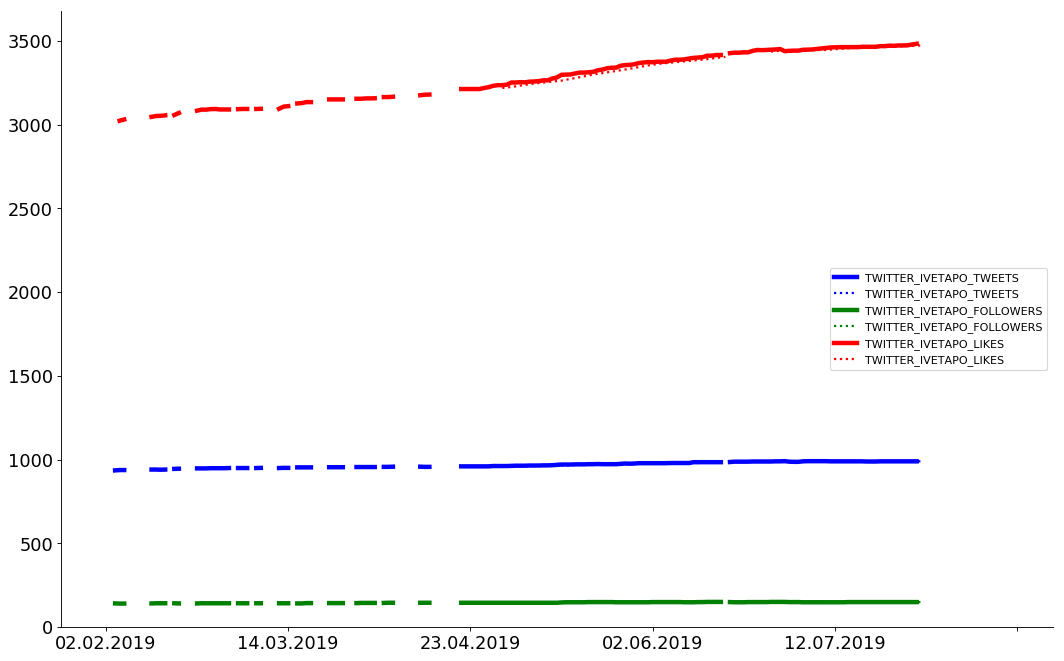 3500
3000
2500
2000
1500
1000
500
0
TWITTER_IVETAPO_TWEETS
TWITTER_IVETAPO_TWEETS
TWITTER_IVETAPO_FOLLOWERS
TWITTER_IVETAPO_FOLLOWERS
TWITTER_IVETAPO_LIKES
TWITTER_IVETAPO_LIKES
02.02.2019 14.03.2019 23.04.2019 02.06.2019 12.07.2019